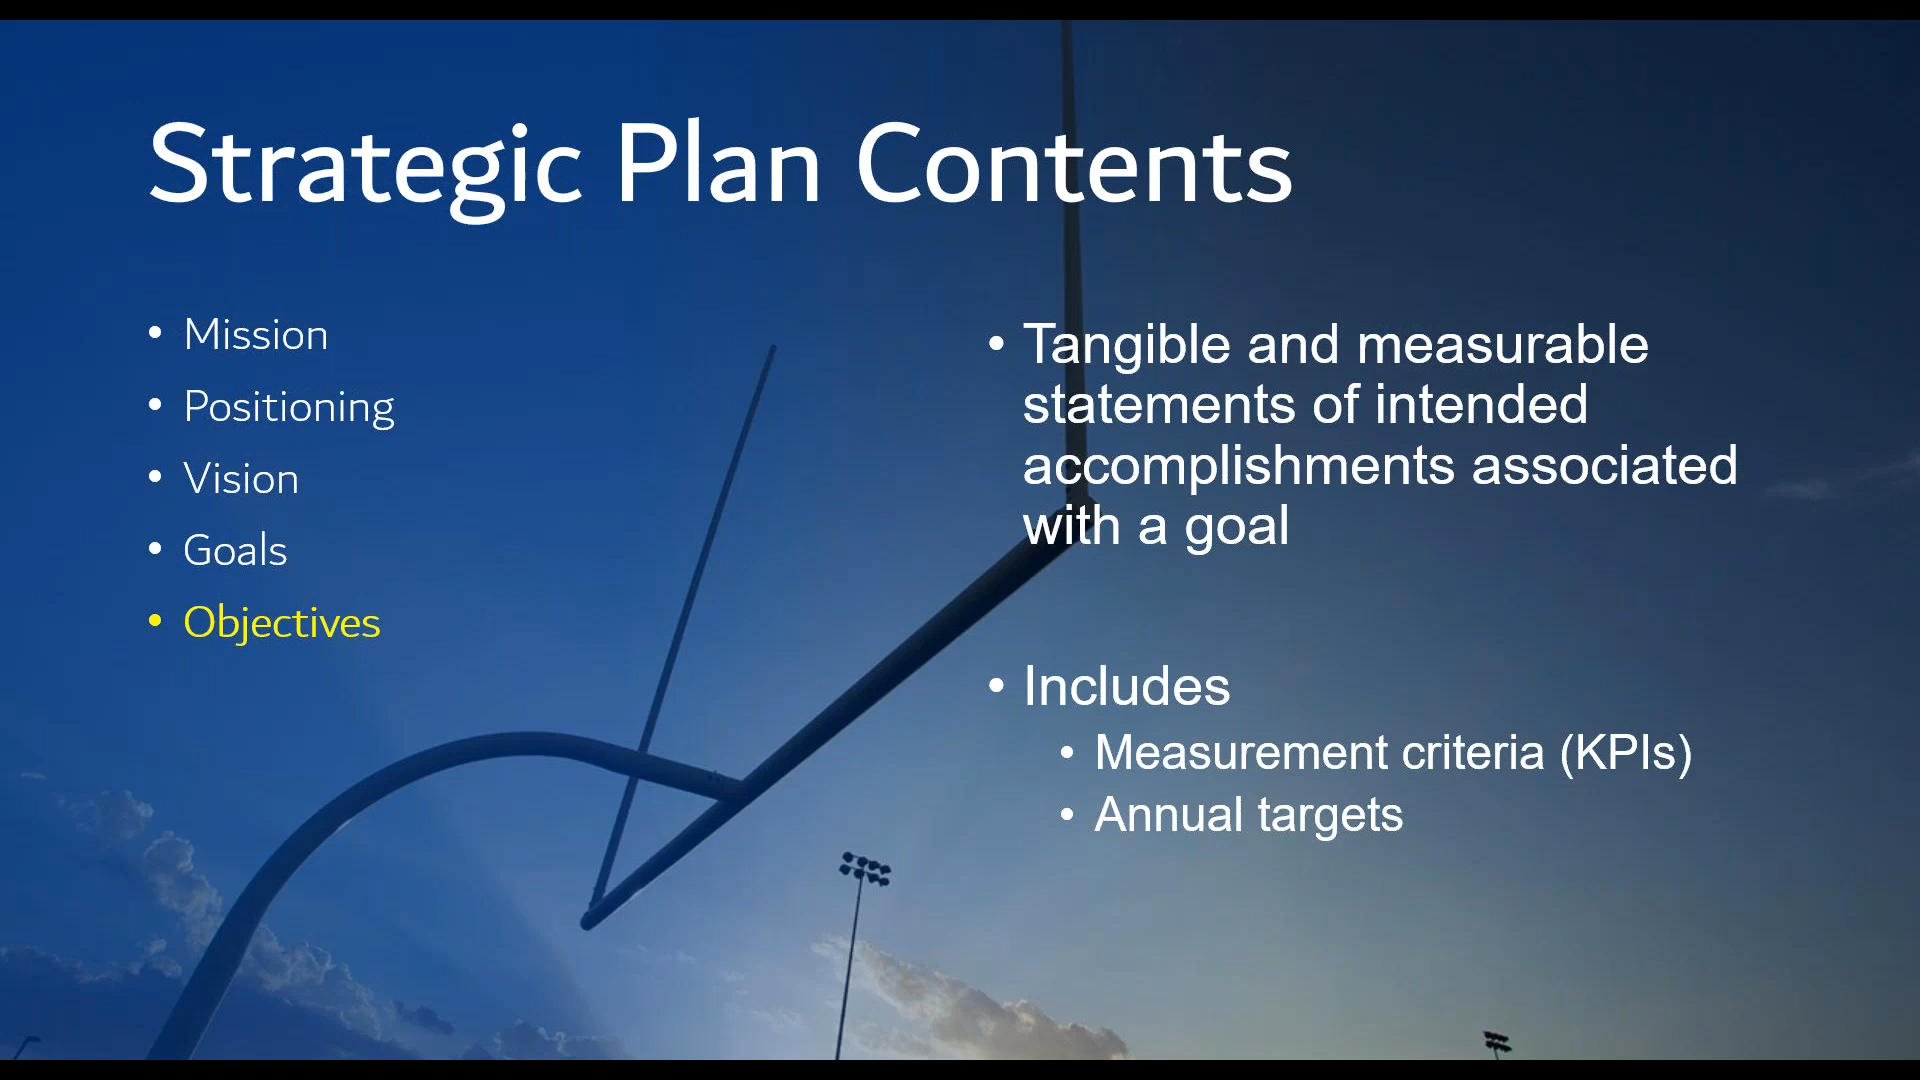 Strategic Plan Contents
• Mission
• Positioning
• Vision
• Goals
• Objectives
• Tangible and measurable
statements of intended
accomplishments associated
with a goal
• Includes
• Measurement criteria (KPIs)
• Annual targets